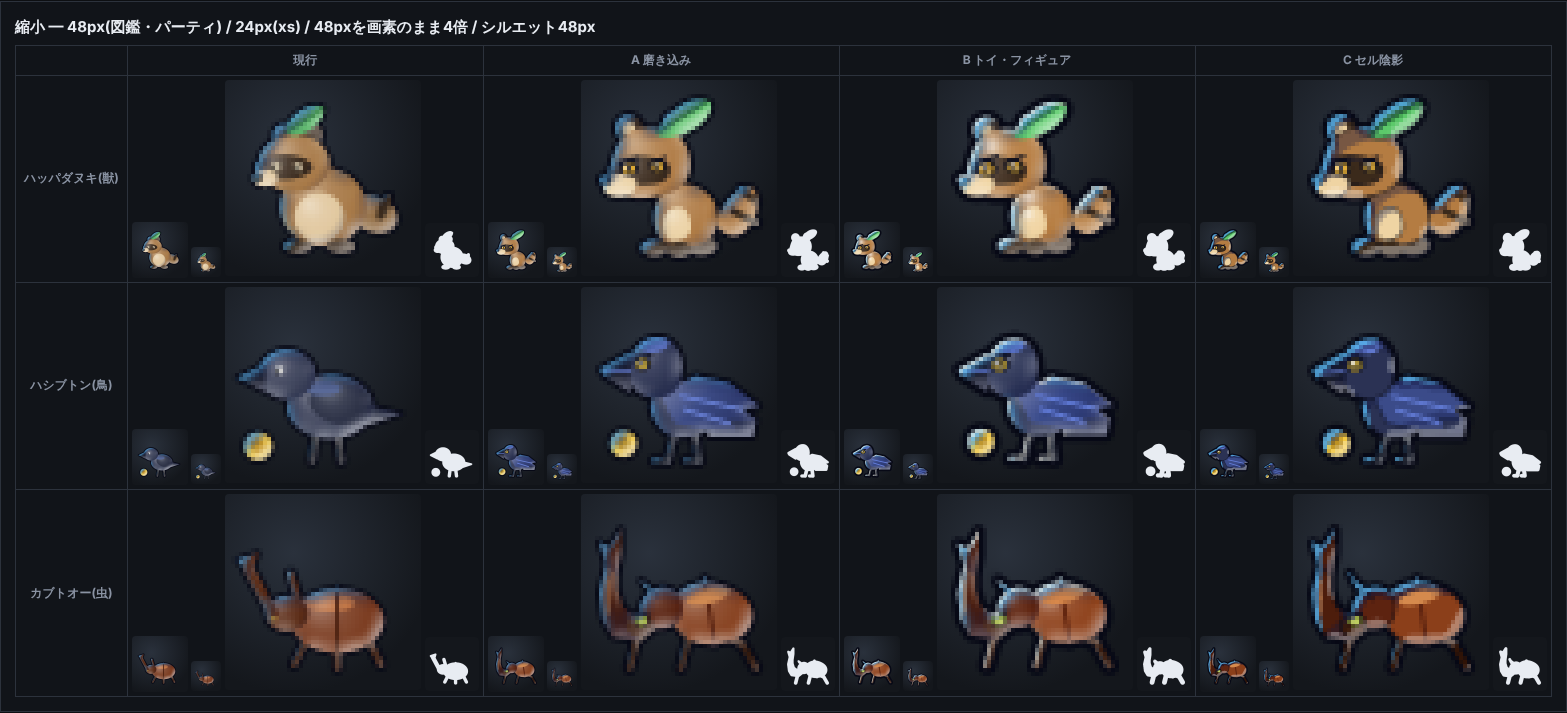 縮小 — 48px(図鑑・パーティ) / 24px(xs) / 48pxを画素のまま4倍 / シルエット48px
現行
A 磨き込み
B トイ・フィギュア
C セル陰影
ハッパダヌキ(獣)
ハシブトン(鳥)
カブトオー(虫)